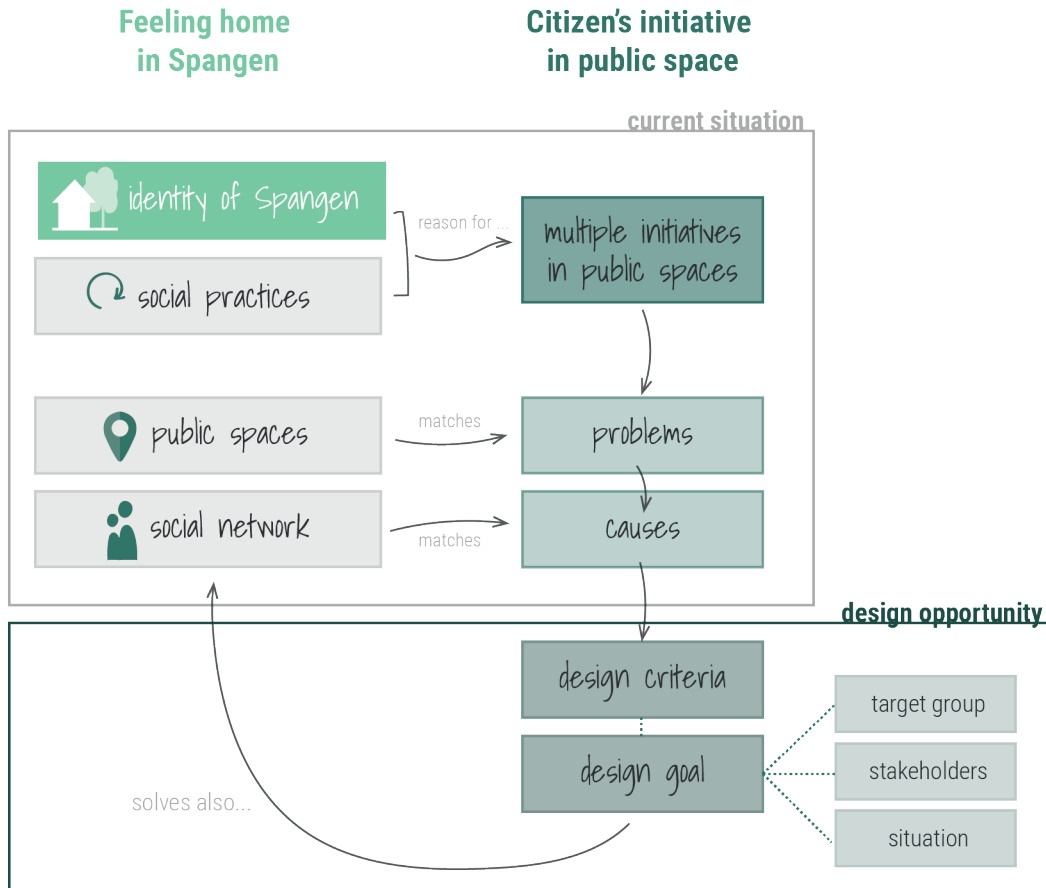 Feeling home
in Spangen
Citizen's initiative
in public space
current situation
identity of Spangen
social practices
reason for ...
multiple initiatives
in public spaces
public spaces
matches
problems
social network
matches
causes
design opportunity
design criteria
design goal
target group
stakeholders
situation
solves also...